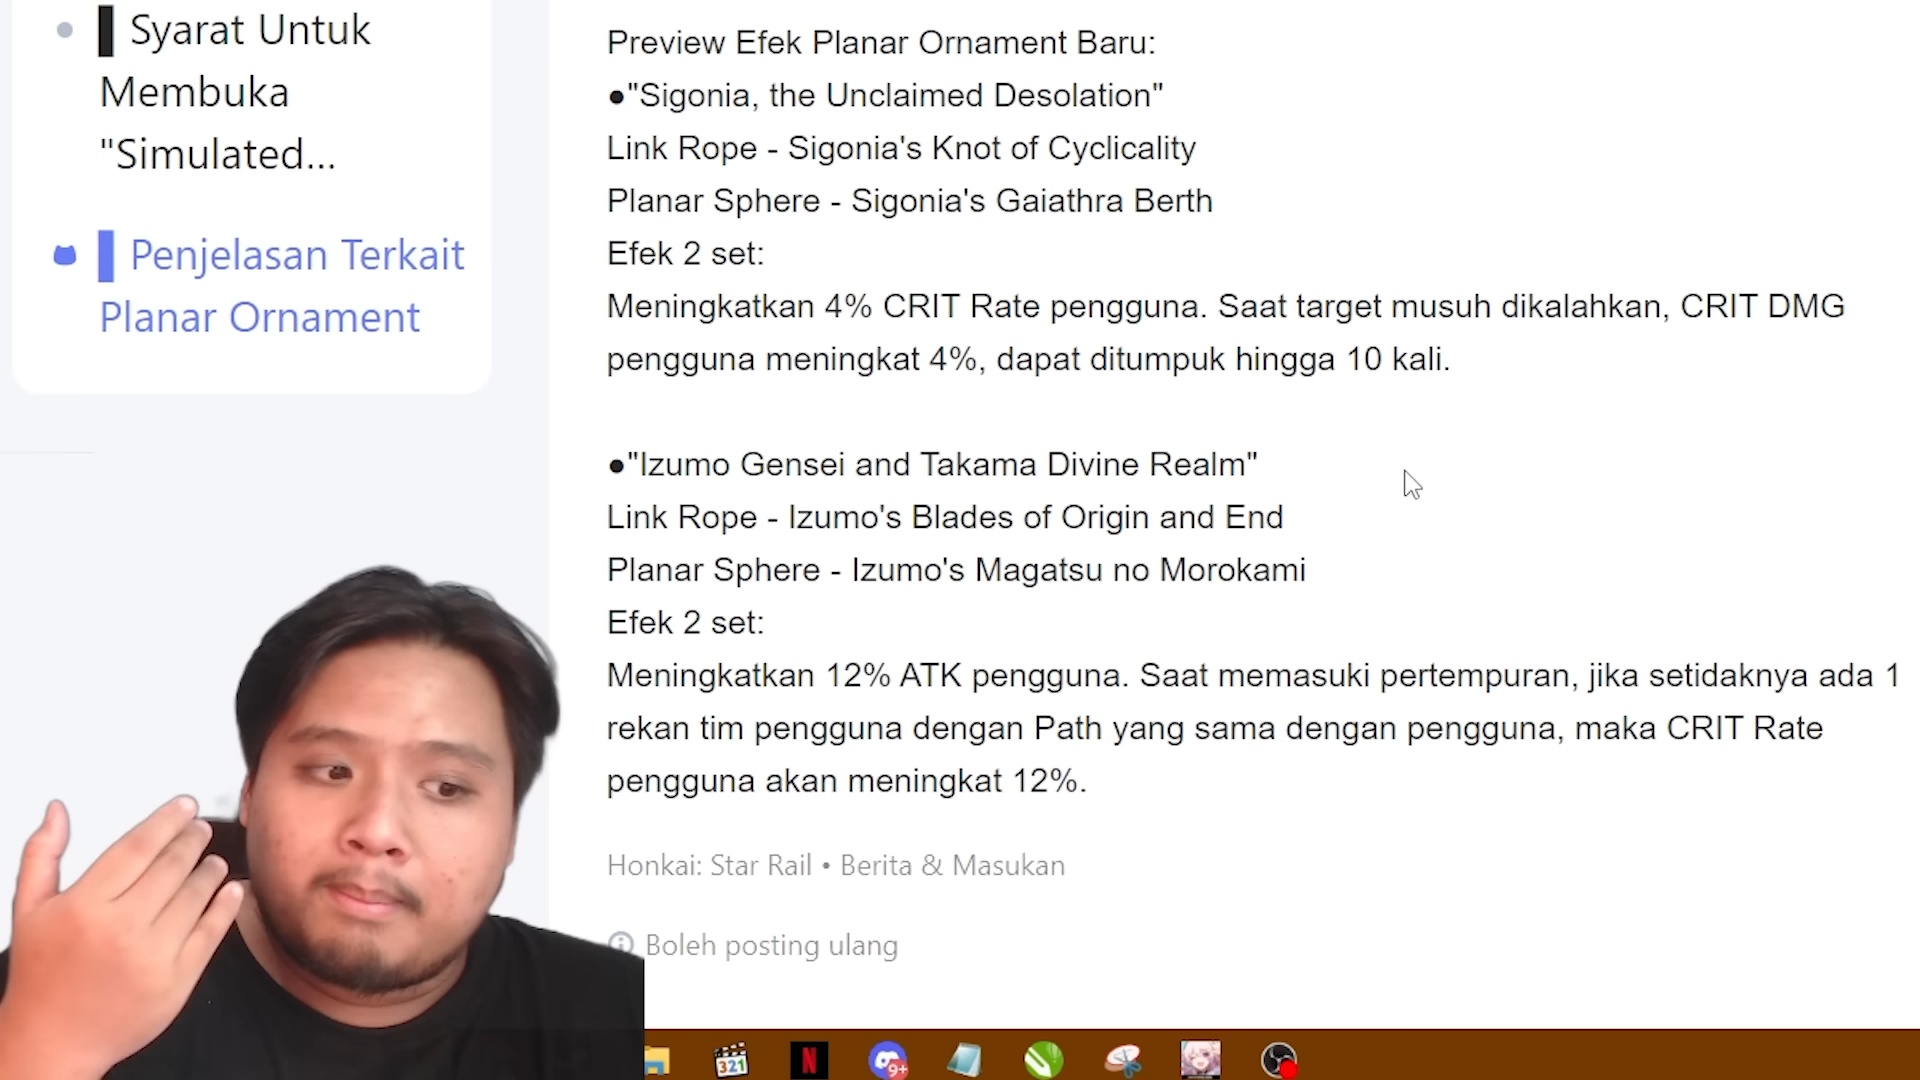 ▌Syarat Untuk
Membuka
"Simulated...
▌Penjelasan Terkait
Planar Ornament
Preview Efek Planar Ornament Baru:
●"Sigonia, the Unclaimed Desolation"
Link Rope - Sigonia's Knot of Cyclicality
Planar Sphere - Sigonia's Gaiathra Berth
Efek 2 set:
Meningkatkan 4% CRIT Rate pengguna. Saat target musuh dikalahkan, CRIT DMG
pengguna meningkat 4%, dapat ditumpuk hingga 10 kali.
●"Izumo Gensei and Takama Divine Realm"
Link Rope - Izumo's Blades of Origin and End
Planar Sphere - Izumo's Magatsu no Morokami
Efek 2 set:
Meningkatkan 12% ATK pengguna. Saat memasuki pertempuran, jika setidaknya ada 1
rekan tim pengguna dengan Path yang sama dengan pengguna, maka CRIT Rate
pengguna akan meningkat 12%.
Honkai: Star Rail • Berita & Masukan
Boleh posting ulang
321
N
9+